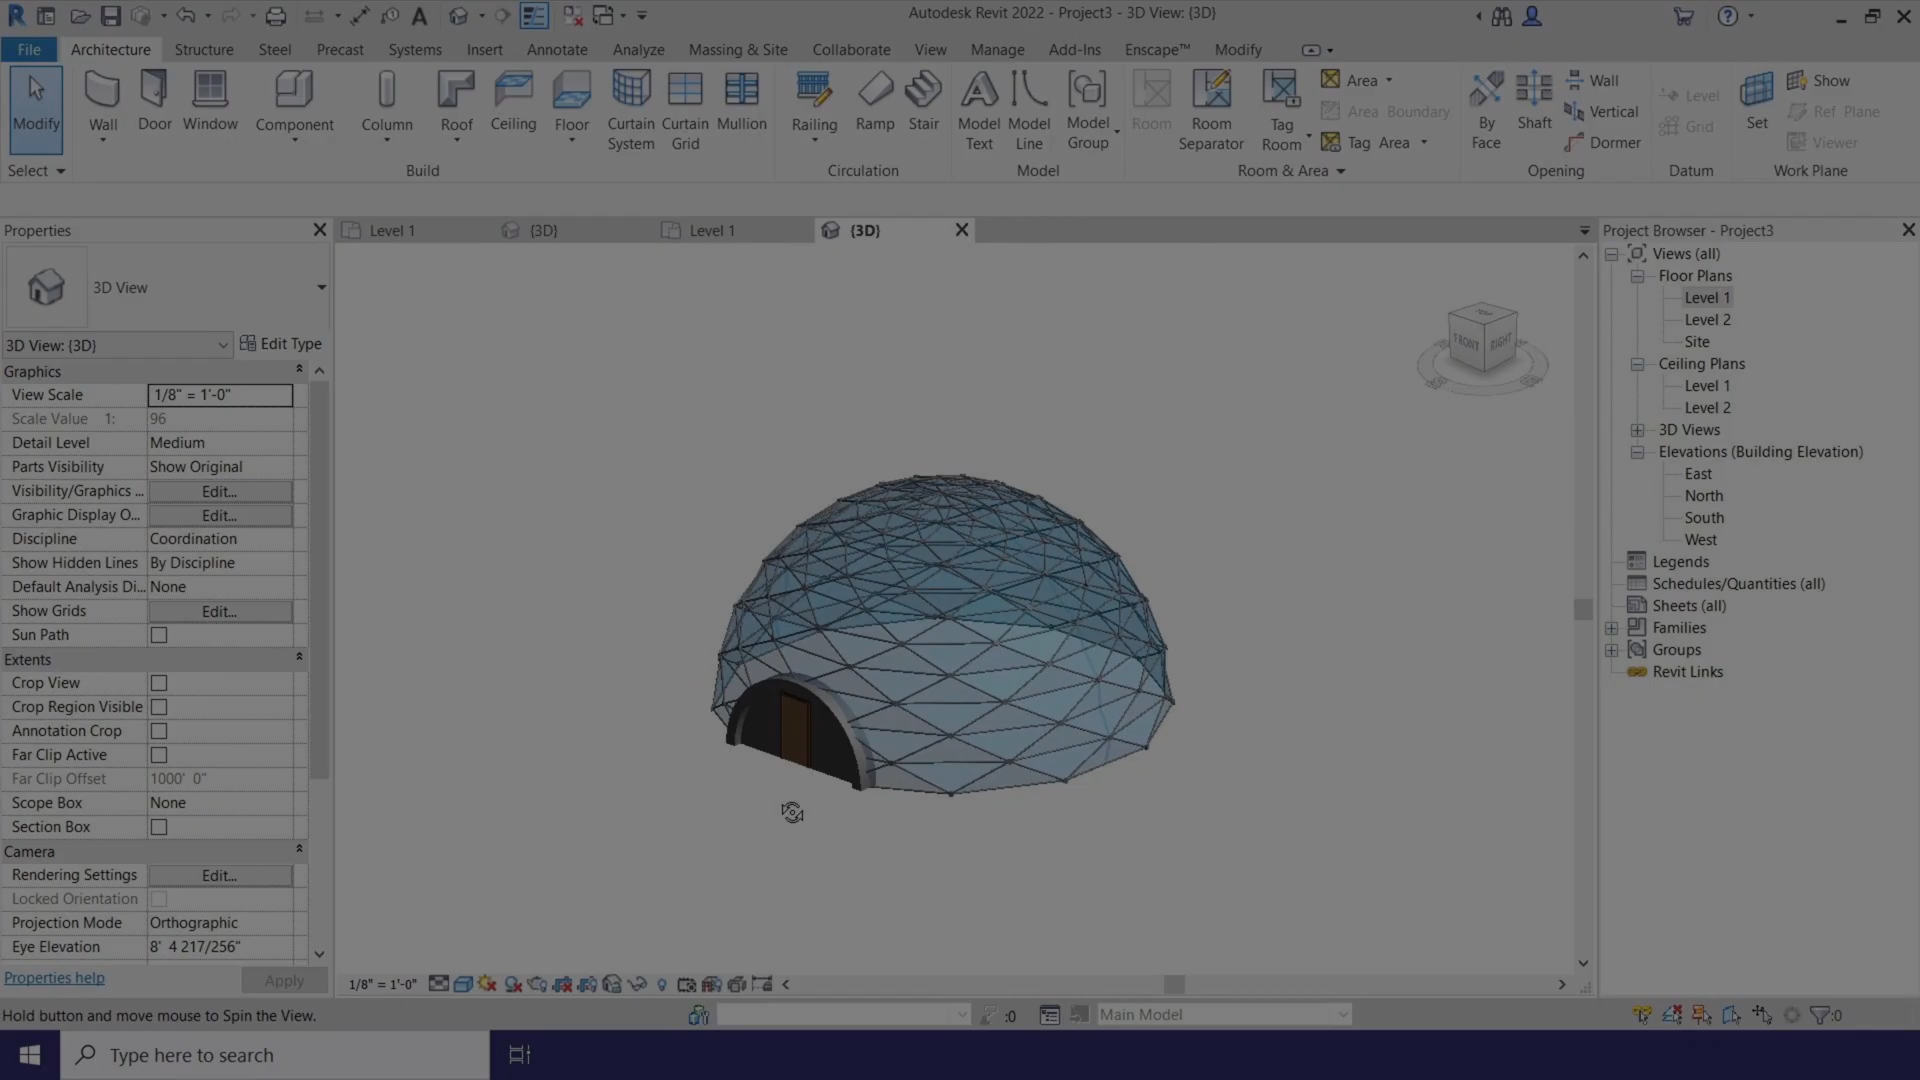 Autodesk Revit 2022 - Project3 - 3D View: {3D}
File Architecture Structure Steel Precast Systems Insert Annotate Analyze Massing & Site Collaborate View Manage Add-Ins Enscape™ Modify
Modify
Wall
Door
Window
Component
Column
Roof
Ceiling
Floor
Curtain System
Curtain Grid
Mullion
Railing
Ramp
Stair
Model Text
Model Line
Model Group
Room
Room Separator
Tag Room
Area
Area Boundary
Tag Area
By Face
Shaft
Wall
Vertical
Dormer
Level
Grid
Set
Show
Ref Plane
Viewer
Select Build Circulation Model Room & Area Opening Datum Work Plane
Properties
3D View
3D View: {3D} Edit Type
Graphics
View Scale 1/8" = 1'-0"
Scale Value 1: 96
Detail Level Medium
Parts Visibility Show Original
Visibility/Graphics ... Edit...
Graphic Display O... Edit...
Discipline Coordination
Show Hidden Lines By Discipline
Default Analysis Di... None
Show Grids Edit...
Sun Path
Extents
Crop View
Crop Region Visible
Annotation Crop
Far Clip Active
Far Clip Offset 1000' 0"
Scope Box None
Section Box
Camera
Rendering Settings Edit...
Locked Orientation
Projection Mode Orthographic
Eye Elevation 8' 4 217/256"
Properties help Apply
Level 1 {3D} Level 1 {3D}
TOP
FRONT RIGHT
1/8" = 1'-0"
Project Browser - Project3
Views (all)
Floor Plans
Level 1
Level 2
Site
Ceiling Plans
Level 1
Level 2
3D Views
Elevations (Building Elevation)
East
North
South
West
Legends
Schedules/Quantities (all)
Sheets (all)
Families
Groups
Revit Links
Hold button and move mouse to Spin the View. :0 Main Model :0
Type here to search